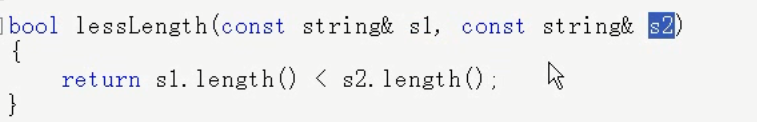 bool lessLength(const string& s1, const string& s2)
{
    return s1.length() < s2.length();
}